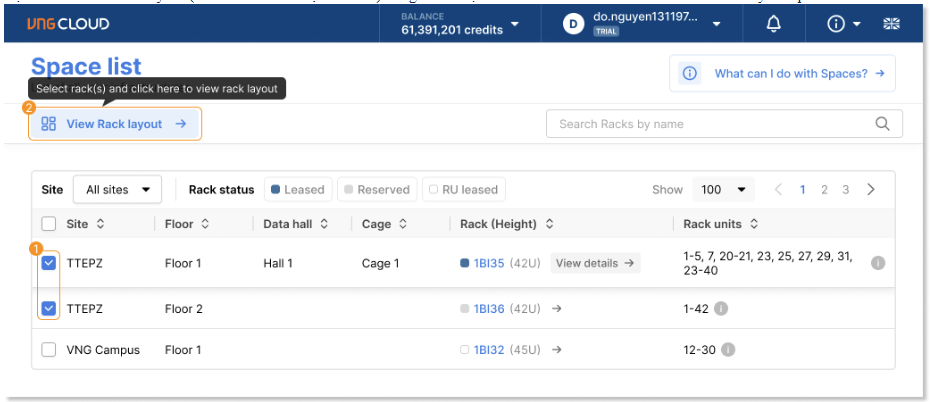 VNG CLOUD
BALANCE
61,391,201 credits
D
do.nguyen131197...
TRIAL
Space list
What can I do with Spaces?
Select rack(s) and click here to view rack layout
2
View Rack layout
Search Racks by name
Site All sites Rack status Leased Reserved RU leased Show 100 1 2 3
Site Floor Data hall Cage Rack (Height) Rack units
1
TTEPZ Floor 1 Hall 1 Cage 1 1BI35 (42U) View details → 1-5, 7, 20-21, 23, 25, 27, 29, 31,
23-40
TTEPZ Floor 2 1BI36 (42U) → 1-42
VNG Campus Floor 1 1BI32 (45U) → 12-30